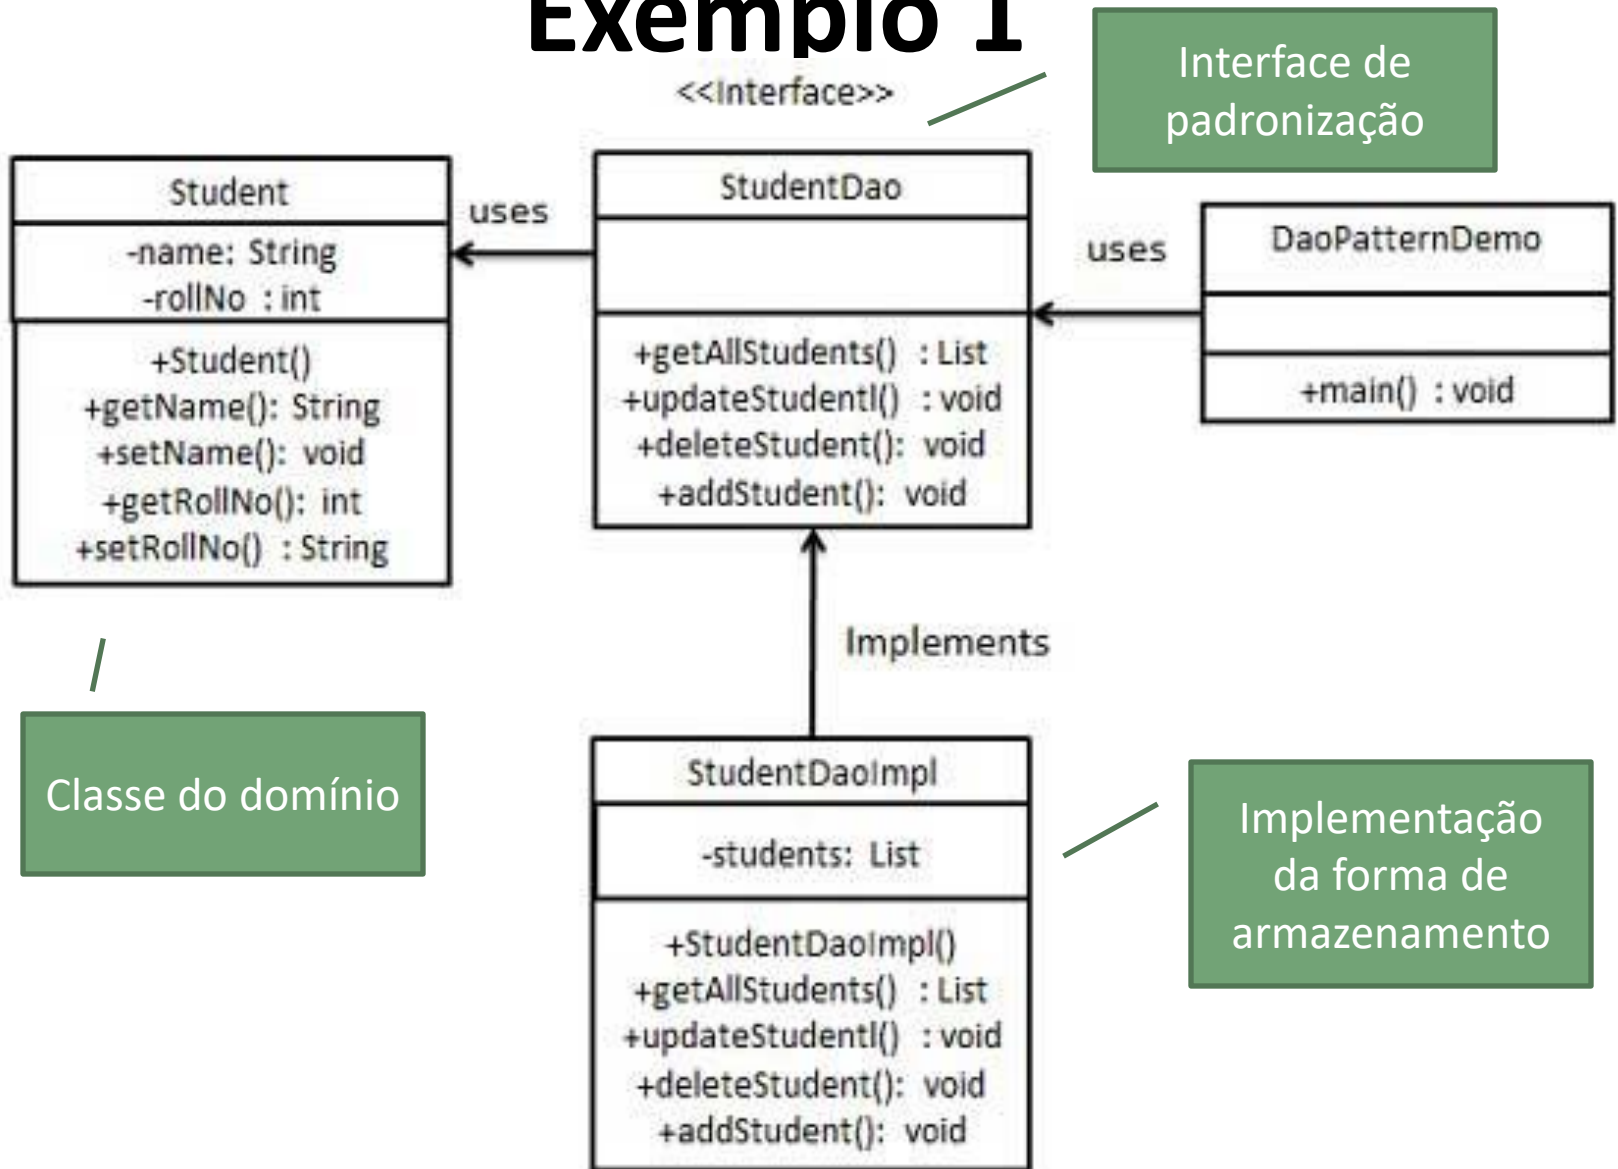 Exemplo 1
<<Interface>>
Interface de
padronização
Student
-name: String
-rollNo : int
+Student()
+getName(): String
+setName(): void
+getRollNo(): int
+setRollNo() : String
uses
StudentDao
+getAllStudents() : List
+updateStudentl() : void
+deleteStudent(): void
+addStudent(): void
uses
DaoPatternDemo
+main() : void
Implements
Classe do domínio
StudentDaoImpl
-students: List
+StudentDaoImpl()
+getAllStudents() : List
+updateStudentl() : void
+deleteStudent(): void
+addStudent(): void
Implementação
da forma de
armazenamento